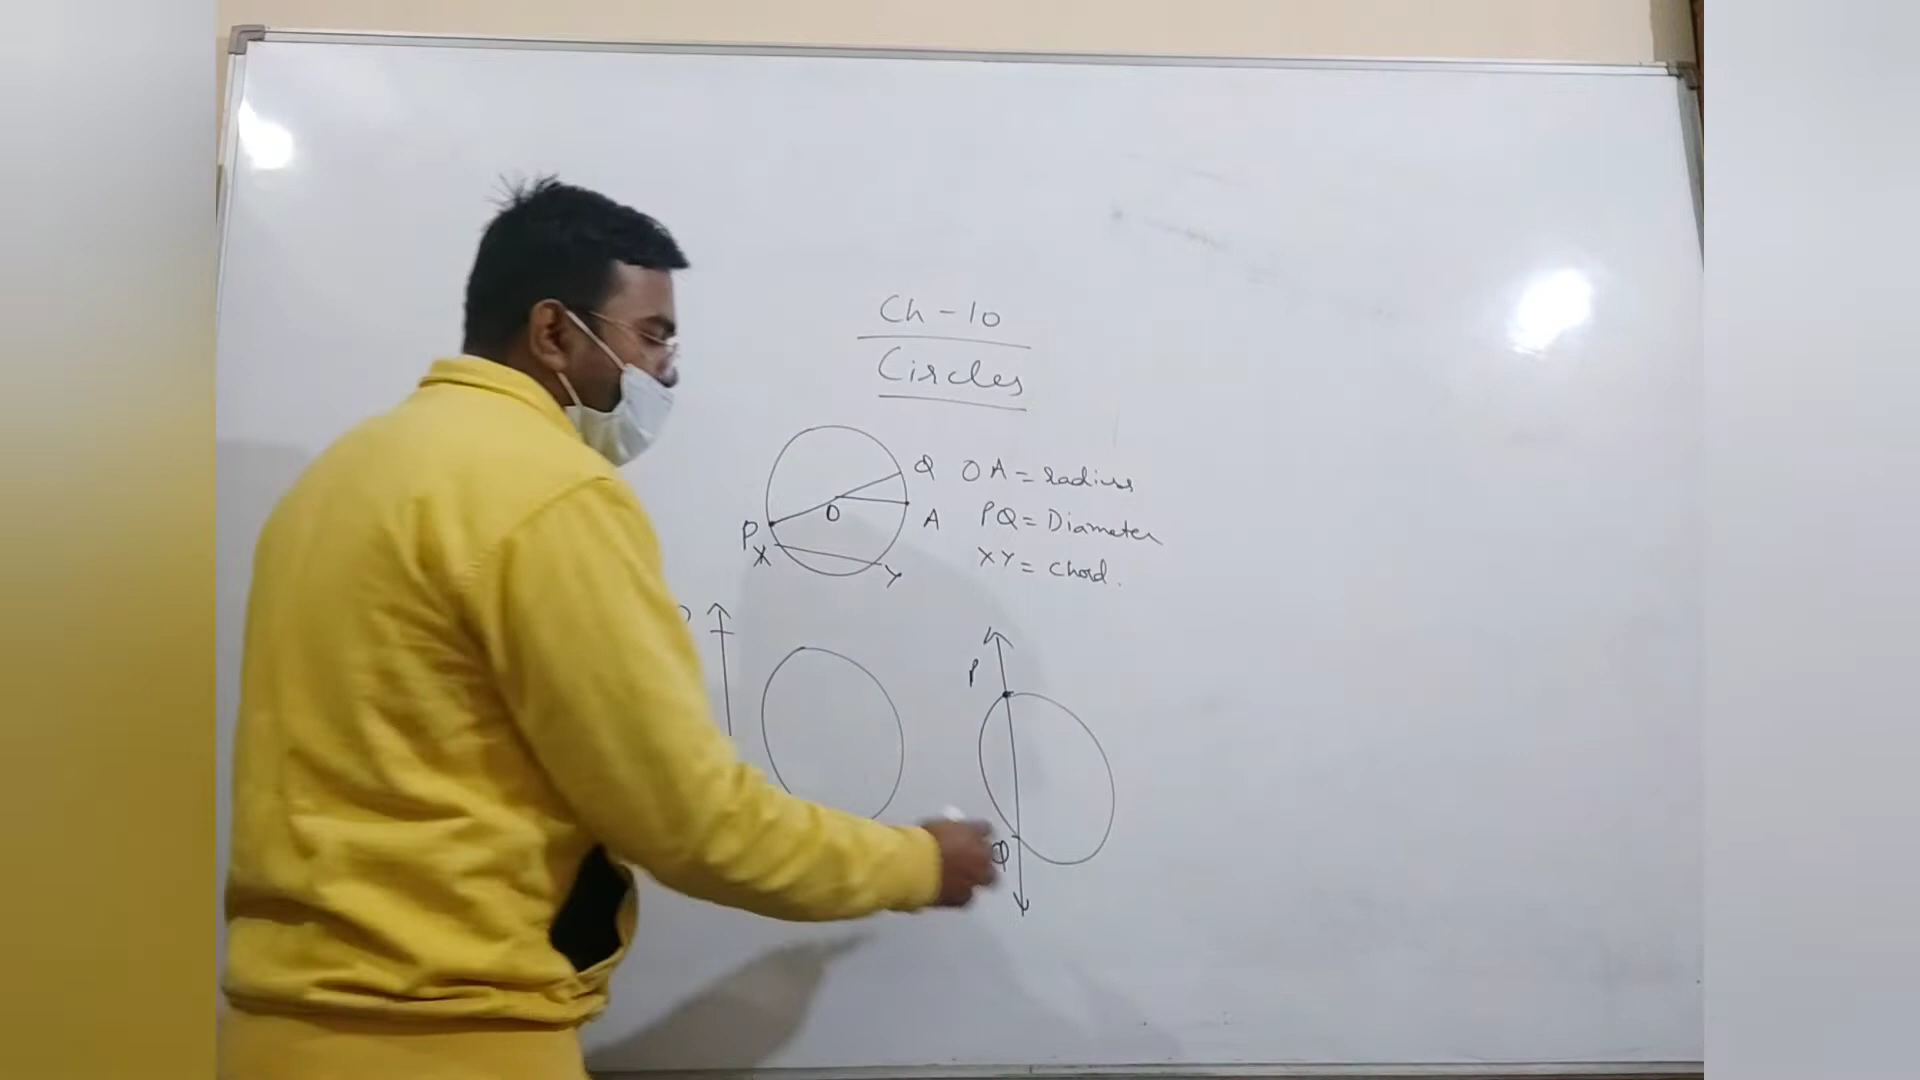 Ch - 10
Circles
Q OA = radius
O A PQ = Diameter
P
X Y XY = Chord.
P
Q